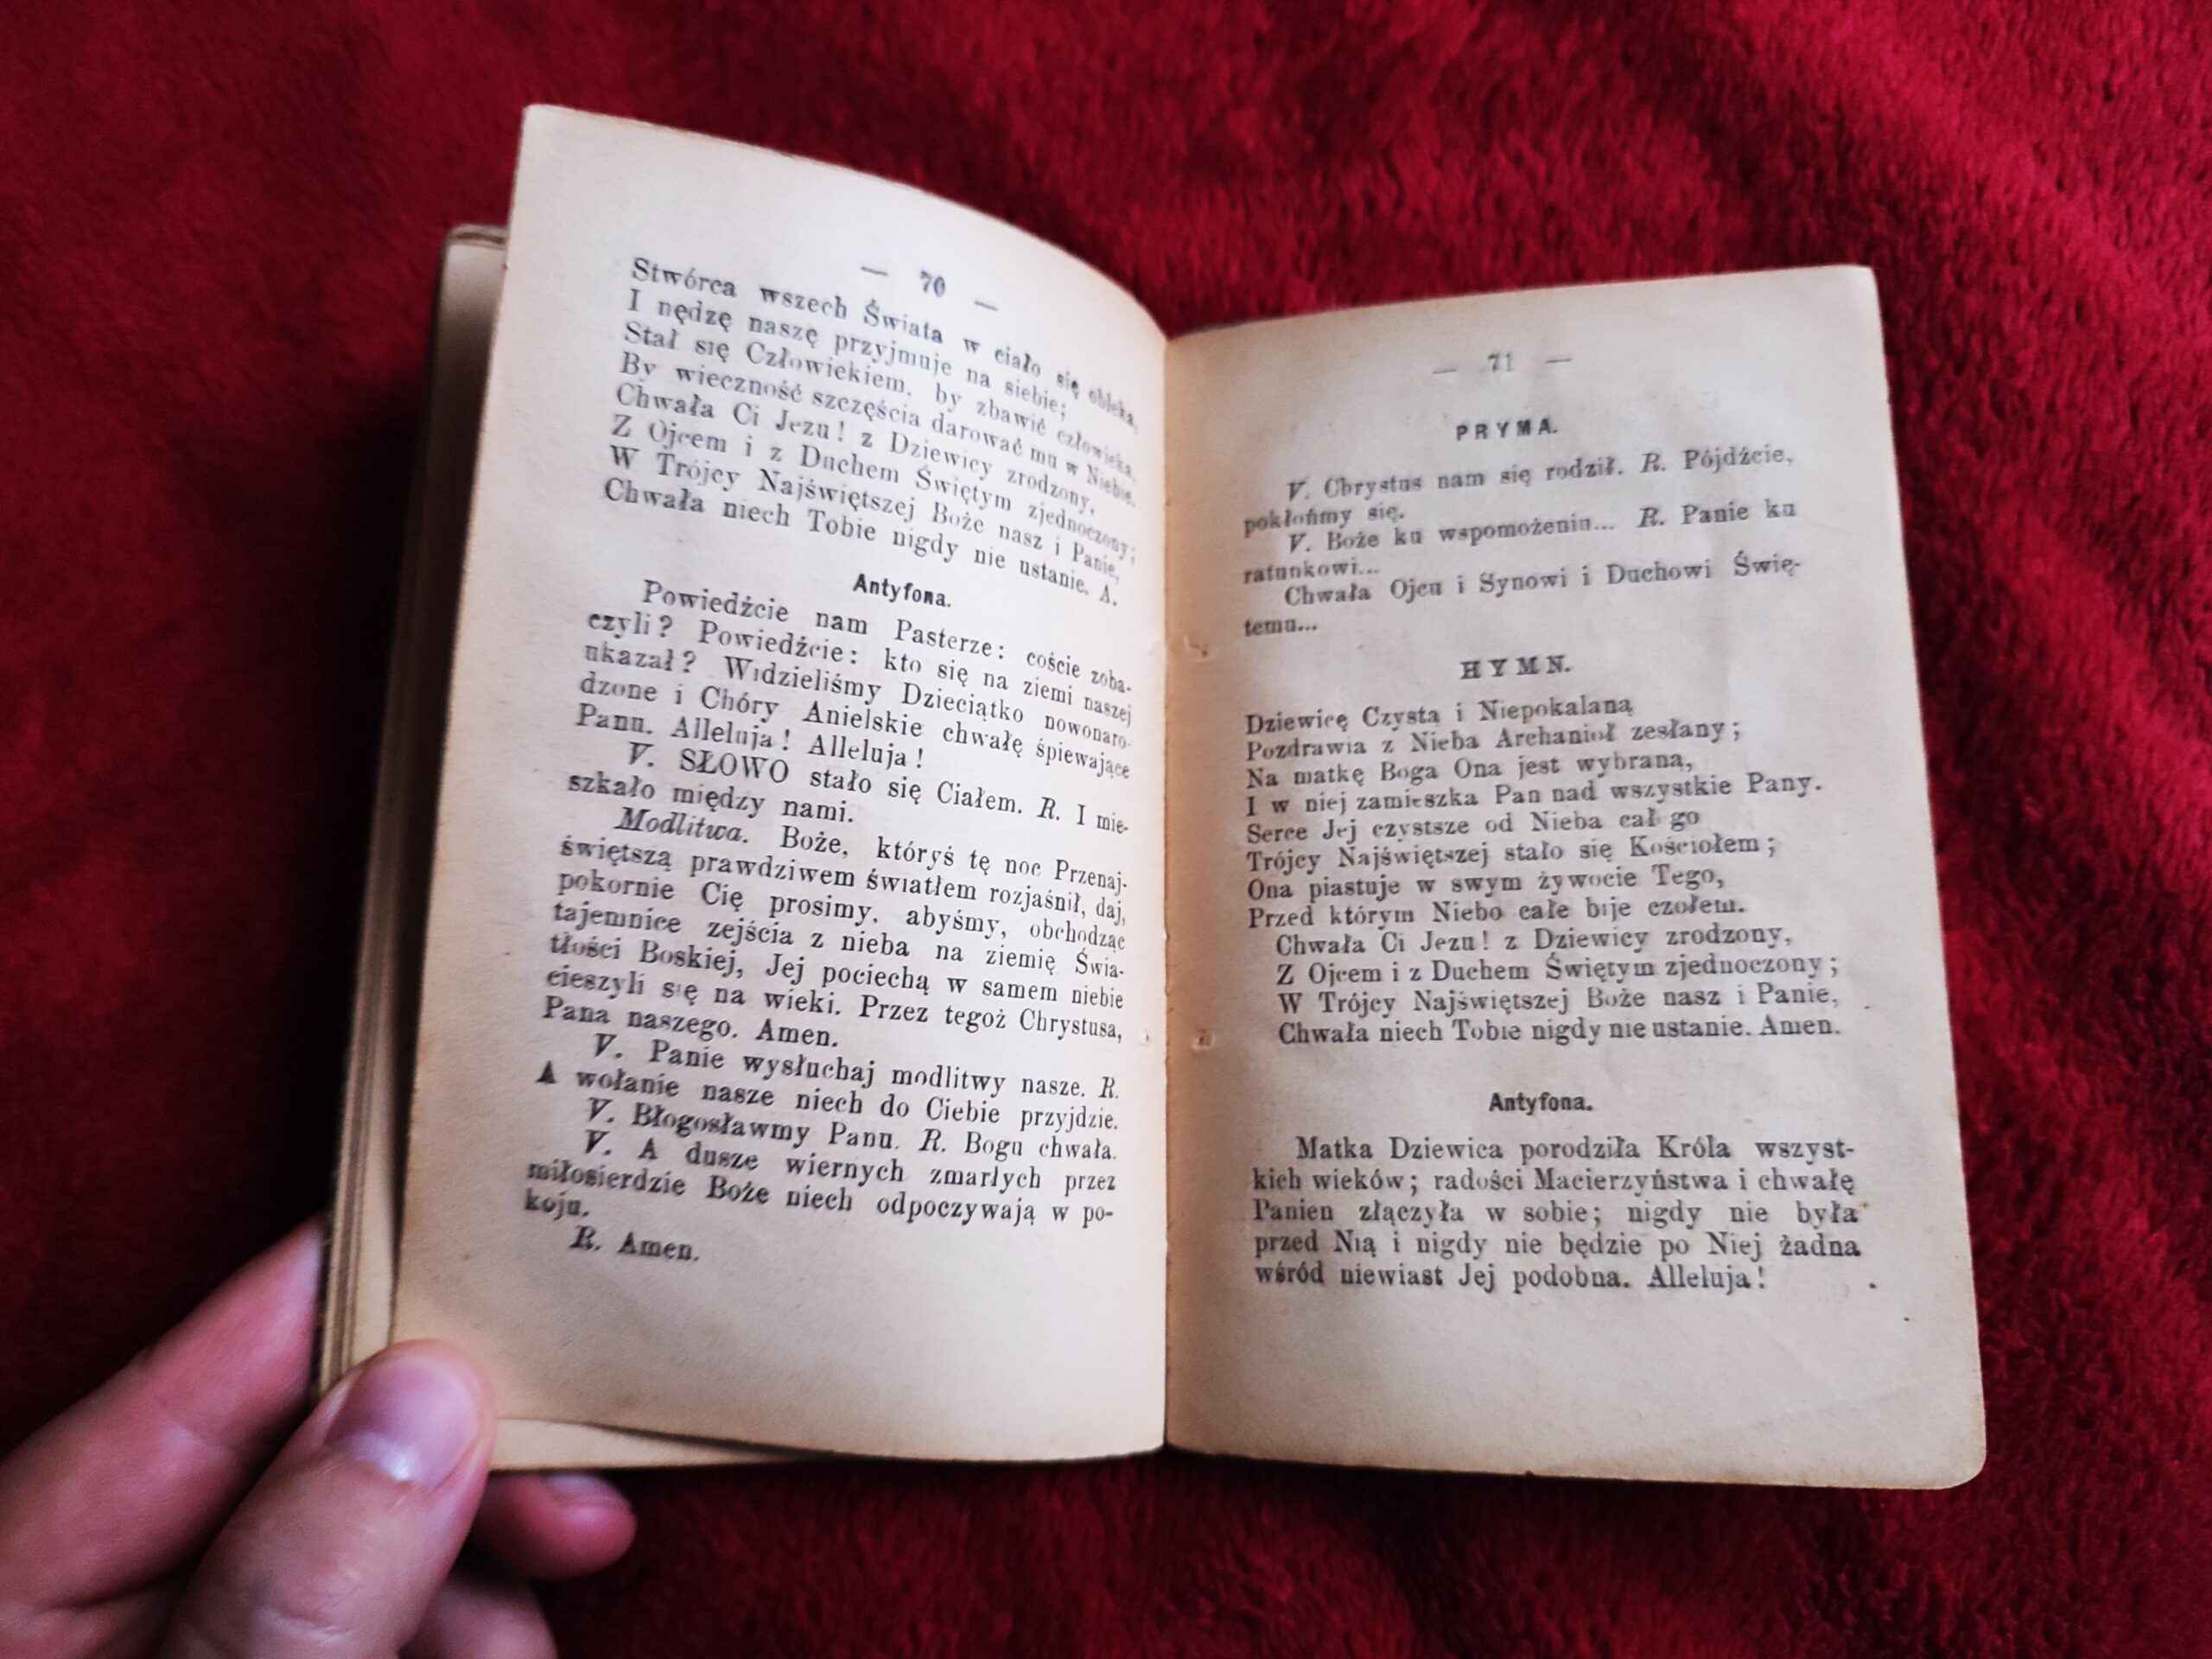 — 70 —
Stwórca wszech Świata w ciało się obleka,
I nędzę naszę przyjmuje na siebie;
Stał się Człowiekiem, by zbawić człowieka,
By wieczność szczęścia darować mu w Niebie.
Chwała Ci Jezu! z Dziewicy zrodzony,
Z Ojcem i z Duchem Świętym zjednoczony;
W Trójcy Najświętszej Boże nasz i Panie,
Chwała niech Tobie nigdy nie ustanie. A.
Antyfona.
Powiedźcie nam Pasterze: coście zoba-
czyli? Powiedźcie: kto się na ziemi naszej
ukazał? Widzieliśmy Dzieciątko nowonaro-
dzone i Chóry Anielskie chwałę śpiewające
Panu. Alleluja! Alleluja!
V. SŁOWO stało się Ciałem. R. I mie-
szkało między nami.
Modlitwa. Boże, któryś tę noc Przenaj-
świętszą prawdziwem światłem rozjaśnił, daj,
pokornie Cię prosimy, abyśmy, obchodząc
tajemnice zejścia z nieba na ziemię Świa-
tłości Boskiej, Jej pociechą w samem niebie
cieszyli się na wieki. Przez tegoż Chrystusa,
Pana naszego. Amen.
V. Panie wysłuchaj modlitwy nasze. R.
A wołanie nasze niech do Ciebie przyjdzie.
V. Błogosławmy Panu. R. Bogu chwała.
V. A dusze wiernych zmarłych przez
miłosierdzie Boże niech odpoczywają w po-
koju.
R. Amen.
— 71 —
PRYMA.
V. Chrystus nam się rodził. R. Pójdźcie,
pokłońmy się.
V. Boże ku wspomożeniu... R. Panie ku
ratunkowi...
Chwała Ojcu i Synowi i Duchowi Świę-
temu...
HYMN.
Dziewicę Czystą i Niepokalaną
Pozdrawia z Nieba Archanioł zesłany;
Na matkę Boga Ona jest wybraną,
I w niej zamieszka Pan nad wszystkie Pany.
Serce Jej czystsze od Nieba całego
Trójcy Najświętszej stało się Kościołem;
Ona piastuje w swym żywocie Tego,
Przed którym Niebo całe bije czołem.
Chwała Ci Jezu! z Dziewicy zrodzony,
Z Ojcem i z Duchem Świętym zjednoczony;
W Trójcy Najświętszej Boże nasz i Panie,
Chwała niech Tobie nigdy nie ustanie. Amen.
Antyfona.
Matka Dziewica porodziła Króla wszyst-
kich wieków; radości Macierzyństwa i chwałę
Panien złączyła w sobie; nigdy nie była
przed Nią i nigdy nie będzie po Niej żadna
wśród niewiast Jej podobna. Alleluja!